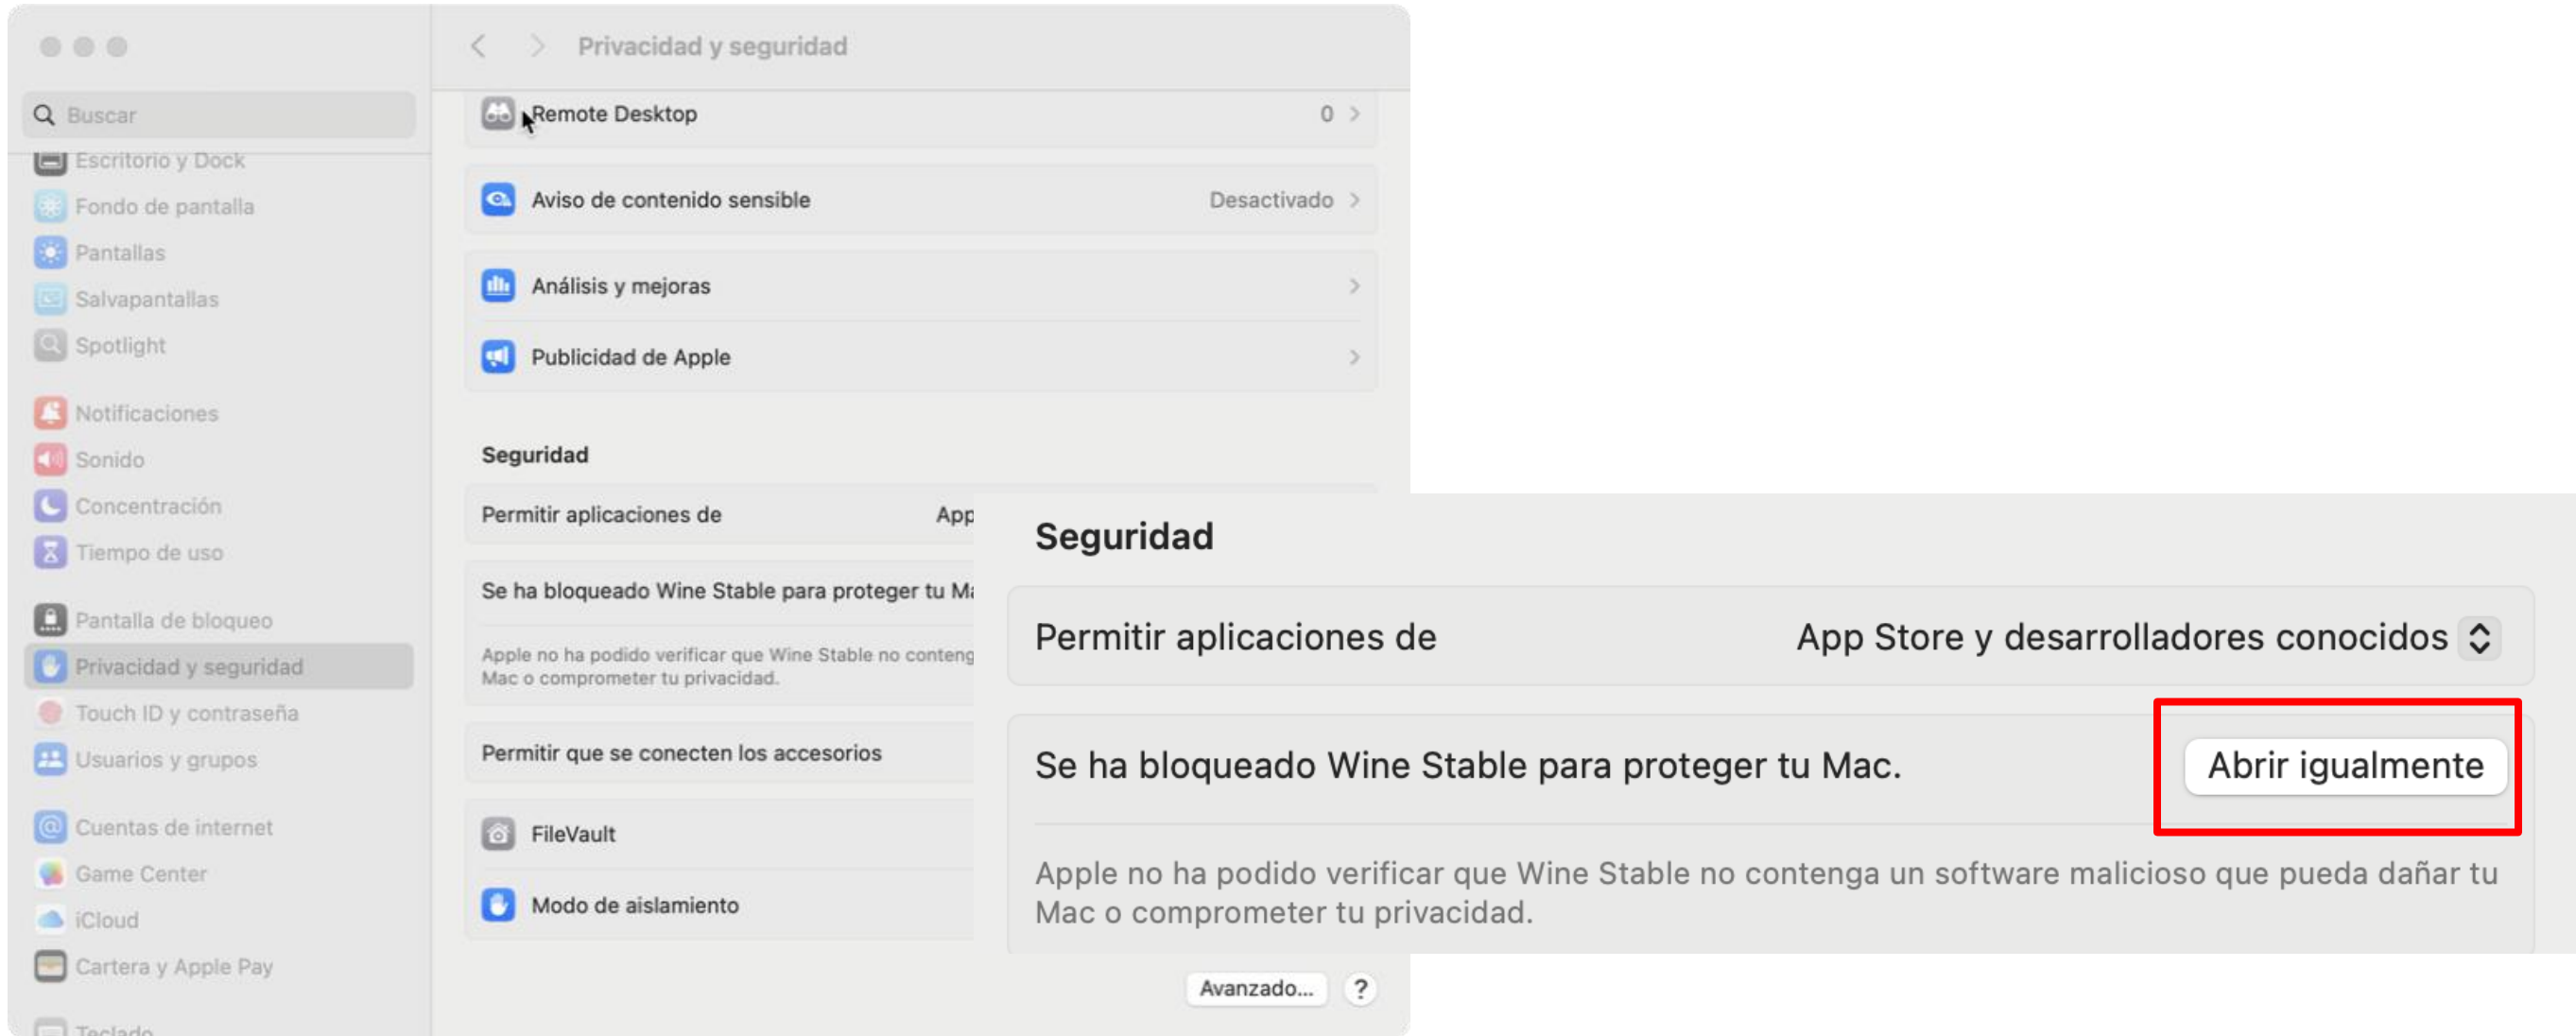 Privacidad y seguridad
Buscar
Escritorio y Dock
Fondo de pantalla
Pantallas
Salvapantallas
Spotlight
Notificaciones
Sonido
Concentración
Tiempo de uso
Pantalla de bloqueo
Privacidad y seguridad
Touch ID y contraseña
Usuarios y grupos
Cuentas de internet
Game Center
iCloud
Cartera y Apple Pay
Teclado
Remote Desktop 0
Aviso de contenido sensible Desactivado
Análisis y mejoras
Publicidad de Apple
Seguridad
Permitir aplicaciones de App
Se ha bloqueado Wine Stable para proteger tu Ma
Apple no ha podido verificar que Wine Stable no conteng
Mac o comprometer tu privacidad.
Permitir que se conecten los accesorios
FileVault
Modo de aislamiento
Avanzado... ?
Seguridad
Permitir aplicaciones de App Store y desarrolladores conocidos
Se ha bloqueado Wine Stable para proteger tu Mac. Abrir igualmente
Apple no ha podido verificar que Wine Stable no contenga un software malicioso que pueda dañar tu
Mac o comprometer tu privacidad.